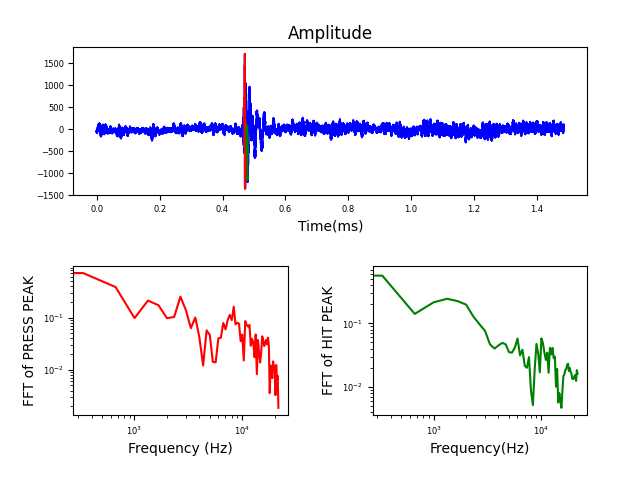 Amplitude
1500
1000
500
0
−500
−1000
−1500
0.0 0.2 0.4 0.6 0.8 1.0 1.2 1.4
Time(ms)
FFT of PRESS PEAK
10⁻¹
10⁻²
10³ 10⁴
Frequency (Hz)
FFT of HIT PEAK
10⁻¹
10⁻²
10³ 10⁴
Frequency(Hz)